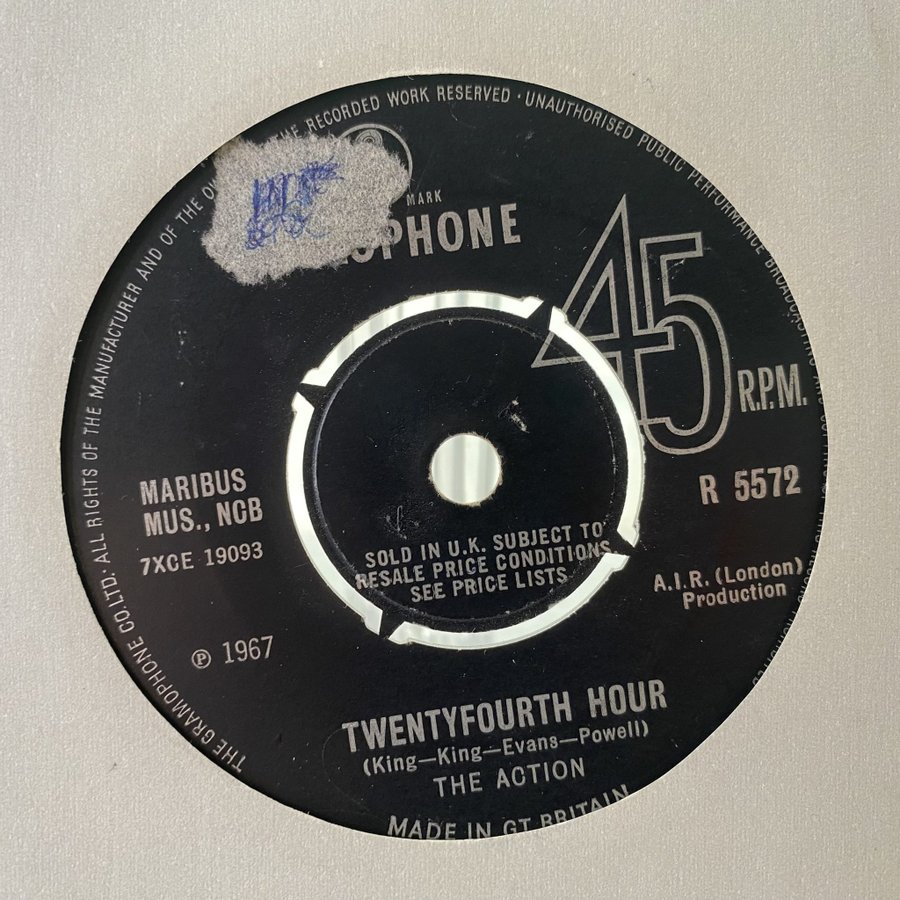 THE GRAMOPHONE CO. LTD. ALL RIGHTS OF THE MANUFACTURER AND OF THE THE RECORDED WORK RESERVED · UNAUTHORISED PUBLIC PERFORMANCE
MARK
PHONE
45
R.P.M.
MARIBUS
MUS., NCB
7XCE 19093
R 5572
SOLD IN U.K. SUBJECT TO
RESALE PRICE CONDITIONS,
SEE PRICE LISTS
A.I.R. (London)
Production
℗ 1967
TWENTYFOURTH HOUR
(King—King—Evans—Powell)
THE ACTION
MADE IN GT. BRITAIN